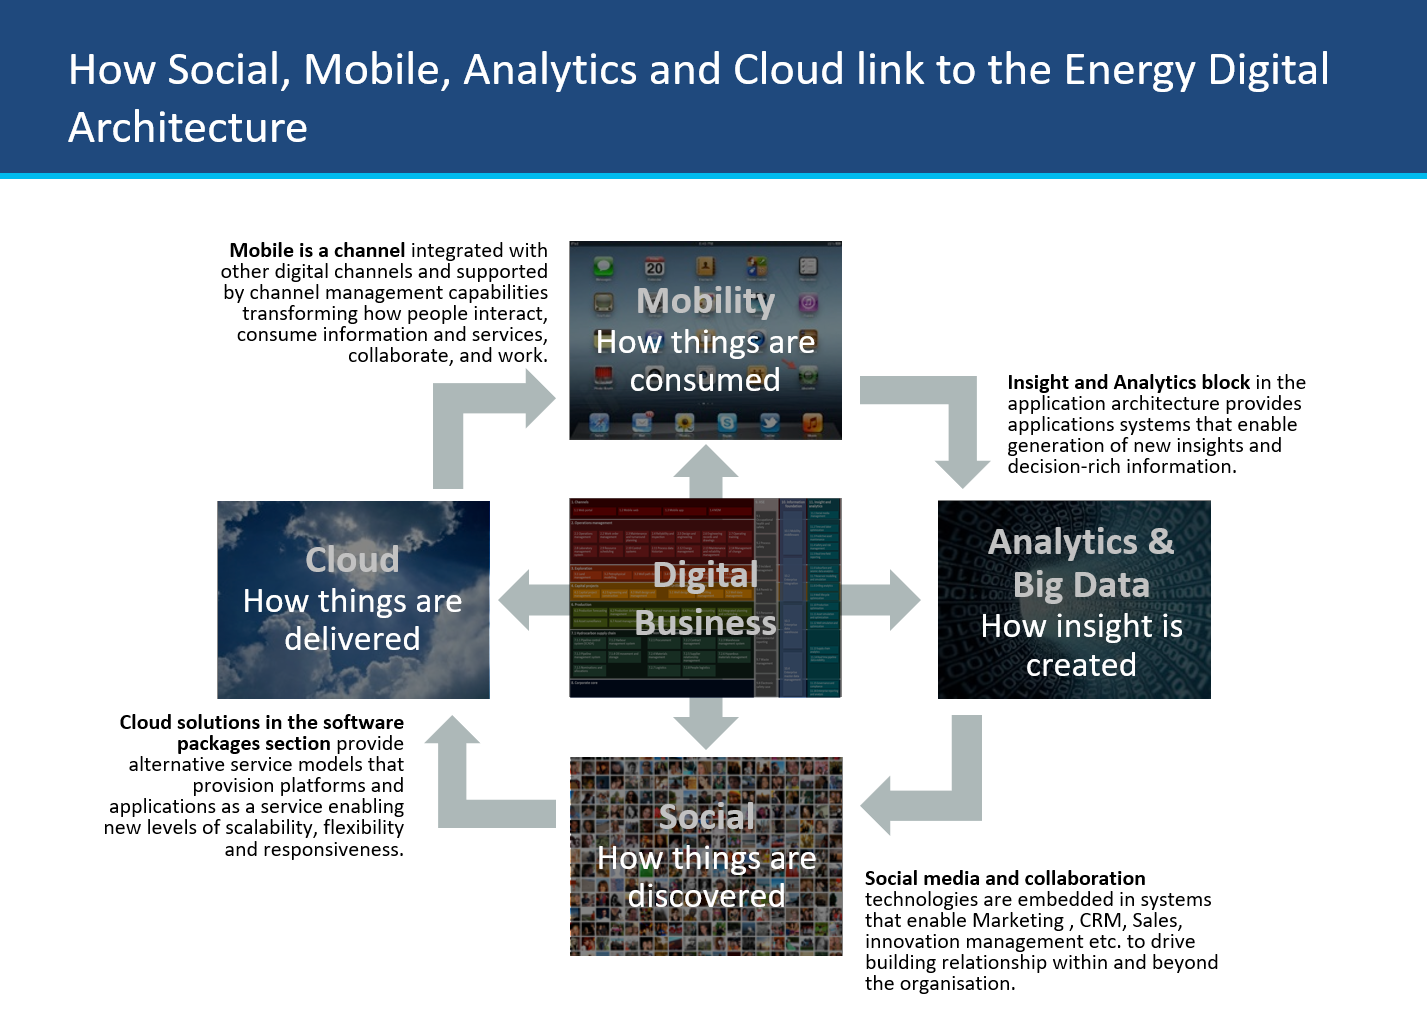 How Social, Mobile, Analytics and Cloud link to the Energy Digital
Architecture
Mobile is a channel integrated with
other digital channels and supported
by channel management capabilities
transforming how people interact,
consume information and services,
collaborate, and work.
Mobility
How things are
consumed
Insight and Analytics block in the
application architecture provides
applications systems that enable
generation of new insights and
decision-rich information.
Cloud
How things are
delivered
Digital
Business
Analytics &
Big Data
How insight is
created
Cloud solutions in the software
packages section provide
alternative service models that
provision platforms and
applications as a service enabling
new levels of scalability, flexibility
and responsiveness.
Social
How things are
discovered
Social media and collaboration
technologies are embedded in systems
that enable Marketing , CRM, Sales,
innovation management etc. to drive
building relationship within and beyond
the organisation.